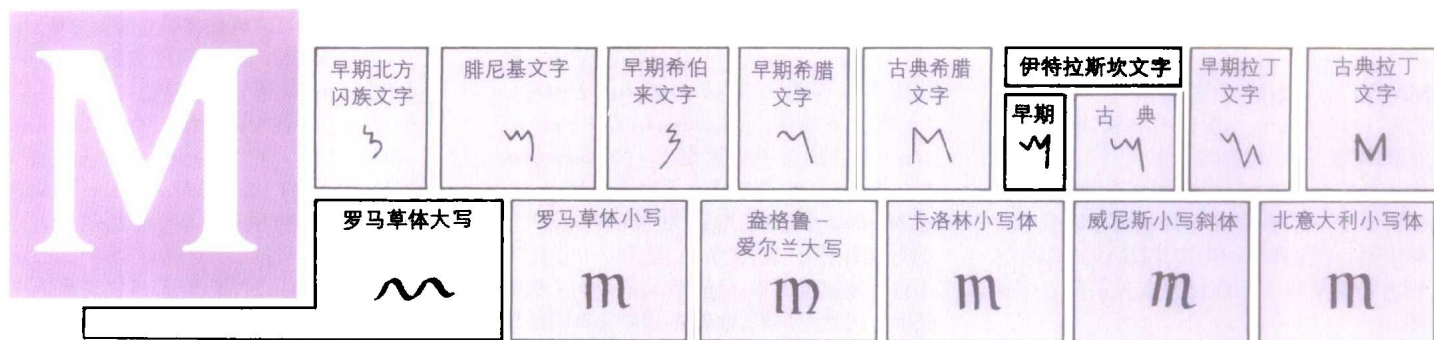 M
早期北方
闪族文字
腓尼基文字
早期希伯
来文字
早期希腊
文字
古典希腊
文字
伊特拉斯坎文字
早期
古 典
早期拉丁
文字
古典拉丁
文字
M
罗马草体大写
罗马草体小写
m
盎格鲁—
爱尔兰大写
m
卡洛林小写体
m
威尼斯小写斜体
m
北意大利小写体
m